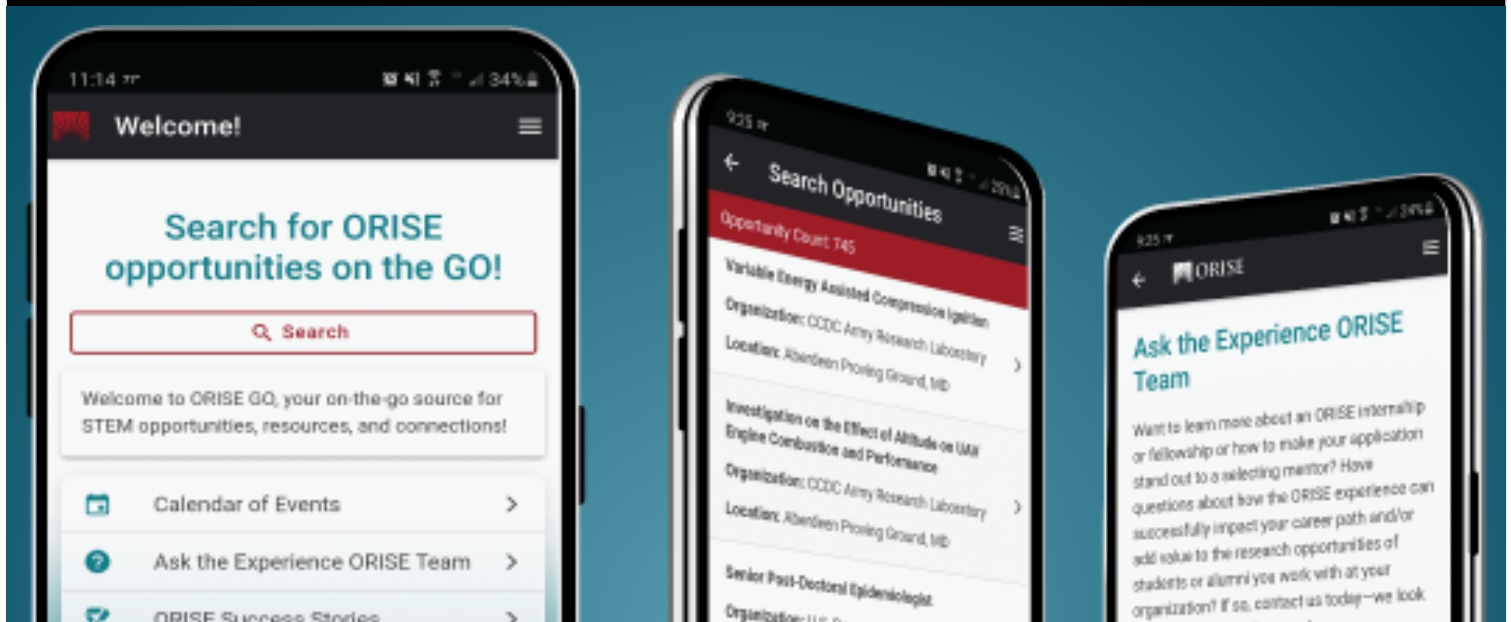 11:14
34%
Welcome!
Search for ORISE
opportunities on the GO!
Search
Welcome to ORISE GO, your on-the-go source for
STEM opportunities, resources, and connections!
Calendar of Events
Ask the Experience ORISE Team
ORISE Success Stories
9:25
Search Opportunities
Opportunity Count: 745
Variable Energy Assisted Compression Ignition
Organization: CCDC Army Research Laboratory
Location: Aberdeen Proving Ground, MD
Investigation on the Effect of Altitude on UAV
Engine Combustion and Performance
Organization: CCDC Army Research Laboratory
Location: Aberdeen Proving Ground, MD
Senior Post-Doctoral Epidemiologist
Organization: U.S.
9:25
ORISE
Ask the Experience ORISE
Team
Want to learn more about an ORISE internship
or fellowship or how to make your application
stand out to a selecting mentor? Have
questions about how the ORISE experience can
successfully impact your career path and/or
add value to the research opportunities of
students or alumni you work with at your
organization? If so, contact us today—we look